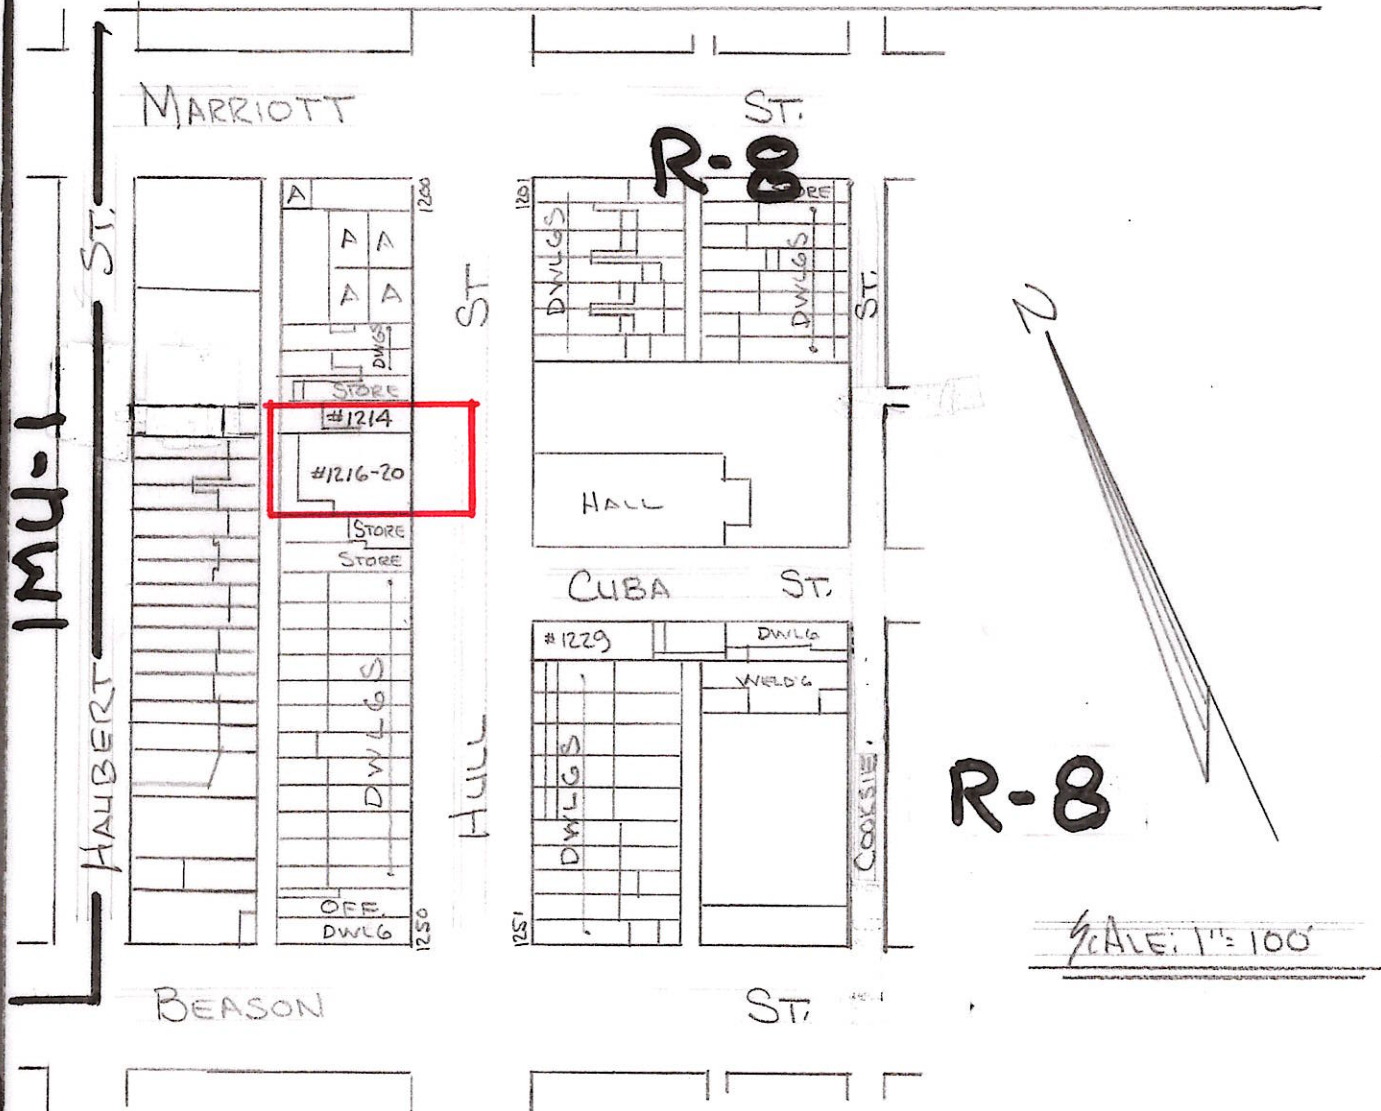 MARRIOTT ST.
R-8
1200
1201
A
STORE
A A
A A
DWLGS
DWLGS
HAUBERT ST.
HULL ST
COOKSIE ST.
N
DWGS
STORE
#1214
#1216-20
STORE
STORE
HALL
IMU-1
CUBA ST.
#1229
DWLG
WELD'G
DWLGS
DWLGS
R-8
OFF.
DWLG
1250
1251
SCALE: 1"=100'
BEASON ST.